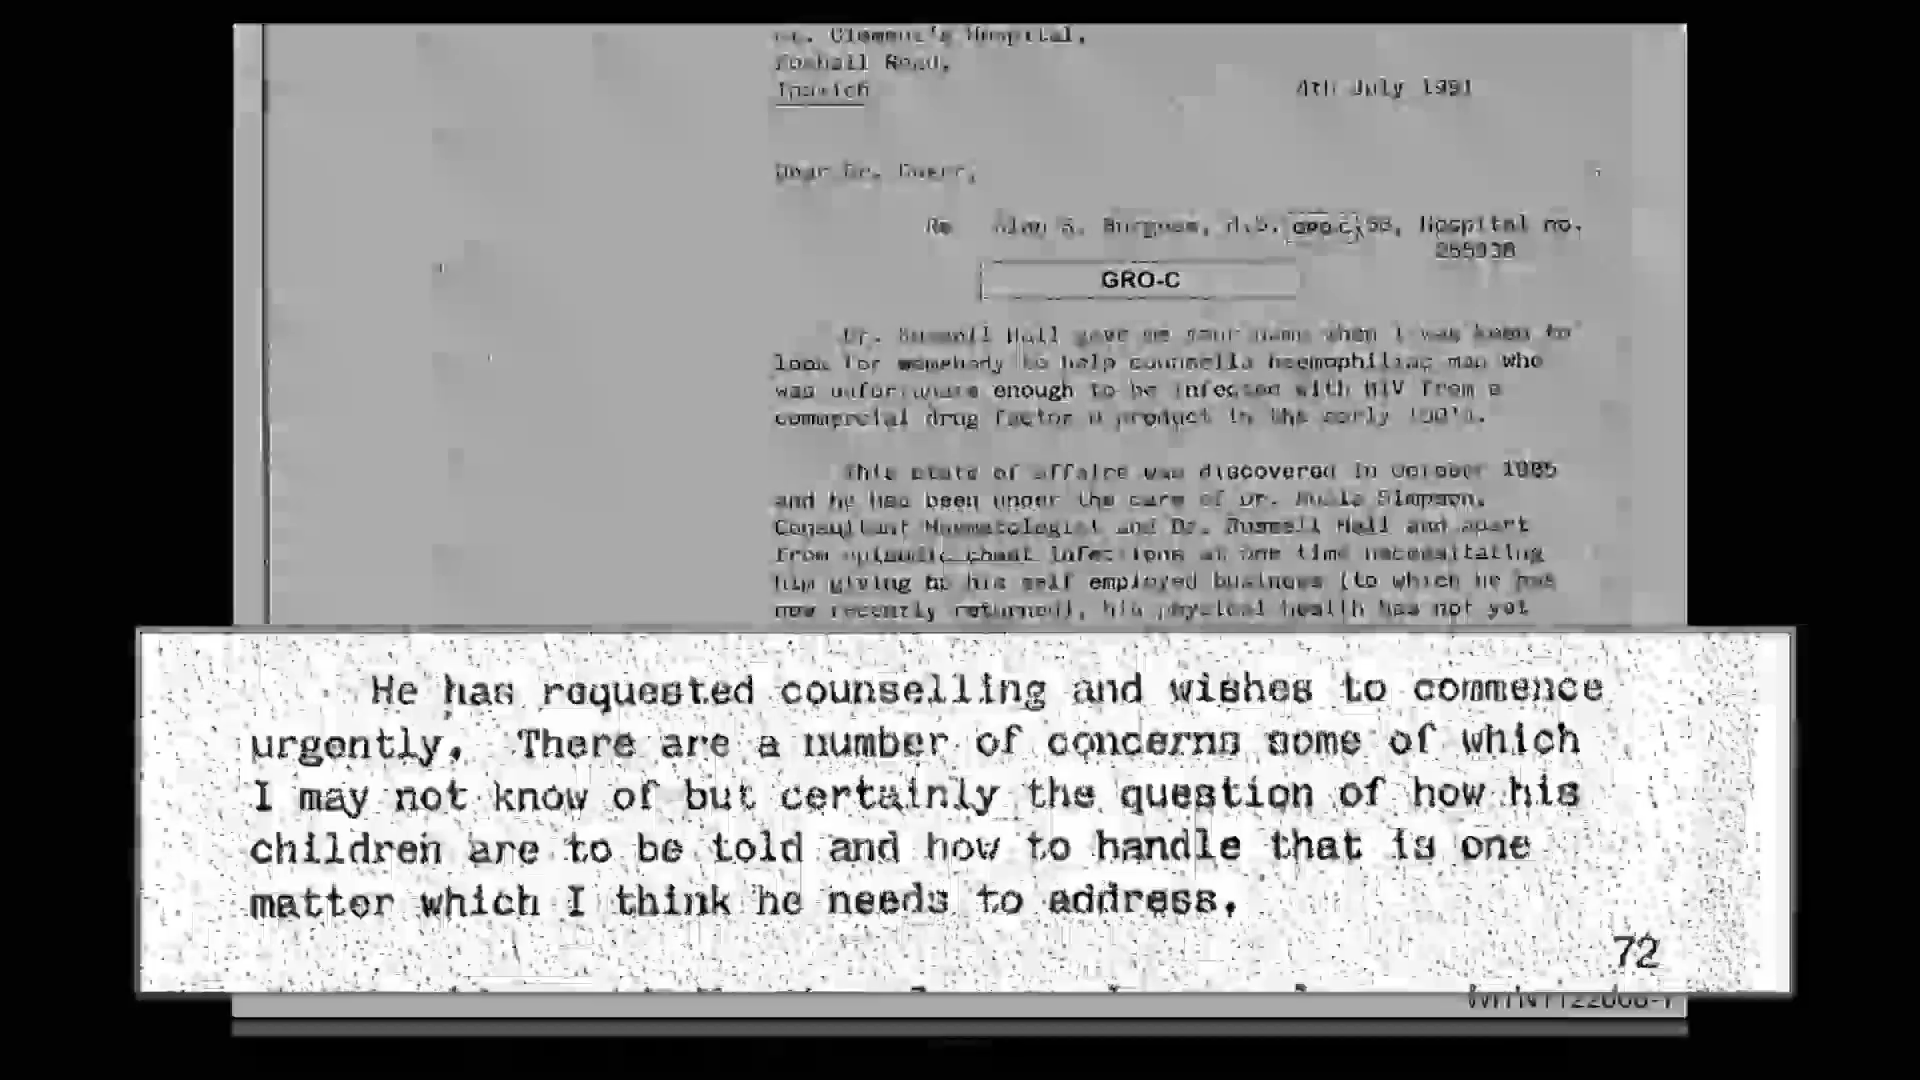 St. Clement's Hospital,
Foxhall Road,
Ipswich
4th July 1991
Dear Dr.
Re Alan S. Burgess, d.b. GRO-C 58, Hospital no.
255938
GRO-C
Dr. Russell Hall gave me your name when I was keen to
look for somebody to help counsel a haemophiliac man who
was unfortunate enough to be infected with HIV from a
commercial drug factor 8 product in the early
This state of affairs was discovered in October 1985
and he has been under the care of Dr. Simpson,
Consultant Haematologist and Dr. Russell Hall and apart
from episodic chest infections at one time necessitating
him giving up his self employed business (to which he has
now recently returned), his physical health has not yet
He has requested counselling and wishes to commence
urgently. There are a number of concerns some of which
I may not know of but certainly the question of how his
children are to be told and how to handle that is one
matter which I think he needs to address.
72